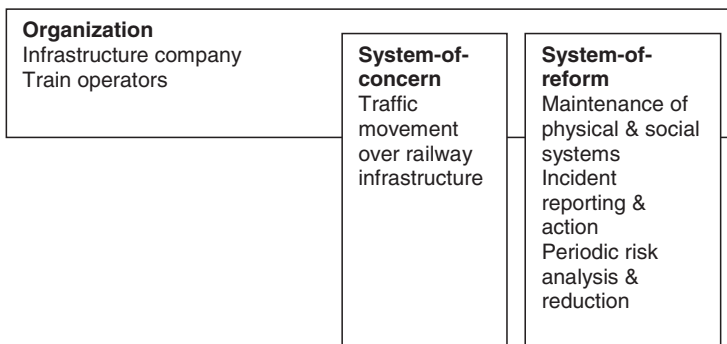 Organization
Infrastructure company
Train operators
System-of-
concern
Traffic
movement
over railway
infrastructure
System-of-
reform
Maintenance of
physical & social
systems
Incident
reporting &
action
Periodic risk
analysis &
reduction